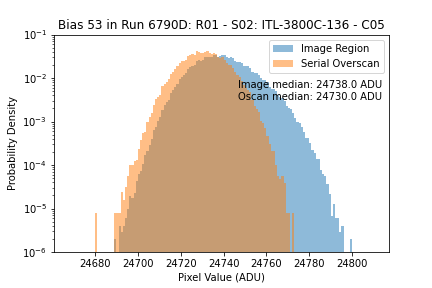 Bias 53 in Run 6790D: R01 - S02: ITL-3800C-136 - C05
Image Region
Serial Overscan
Image median: 24738.0 ADU
Oscan median: 24730.0 ADU
Probability Density
10⁻¹
10⁻²
10⁻³
10⁻⁴
10⁻⁵
10⁻⁶
24680 24700 24720 24740 24760 24780 24800
Pixel Value (ADU)